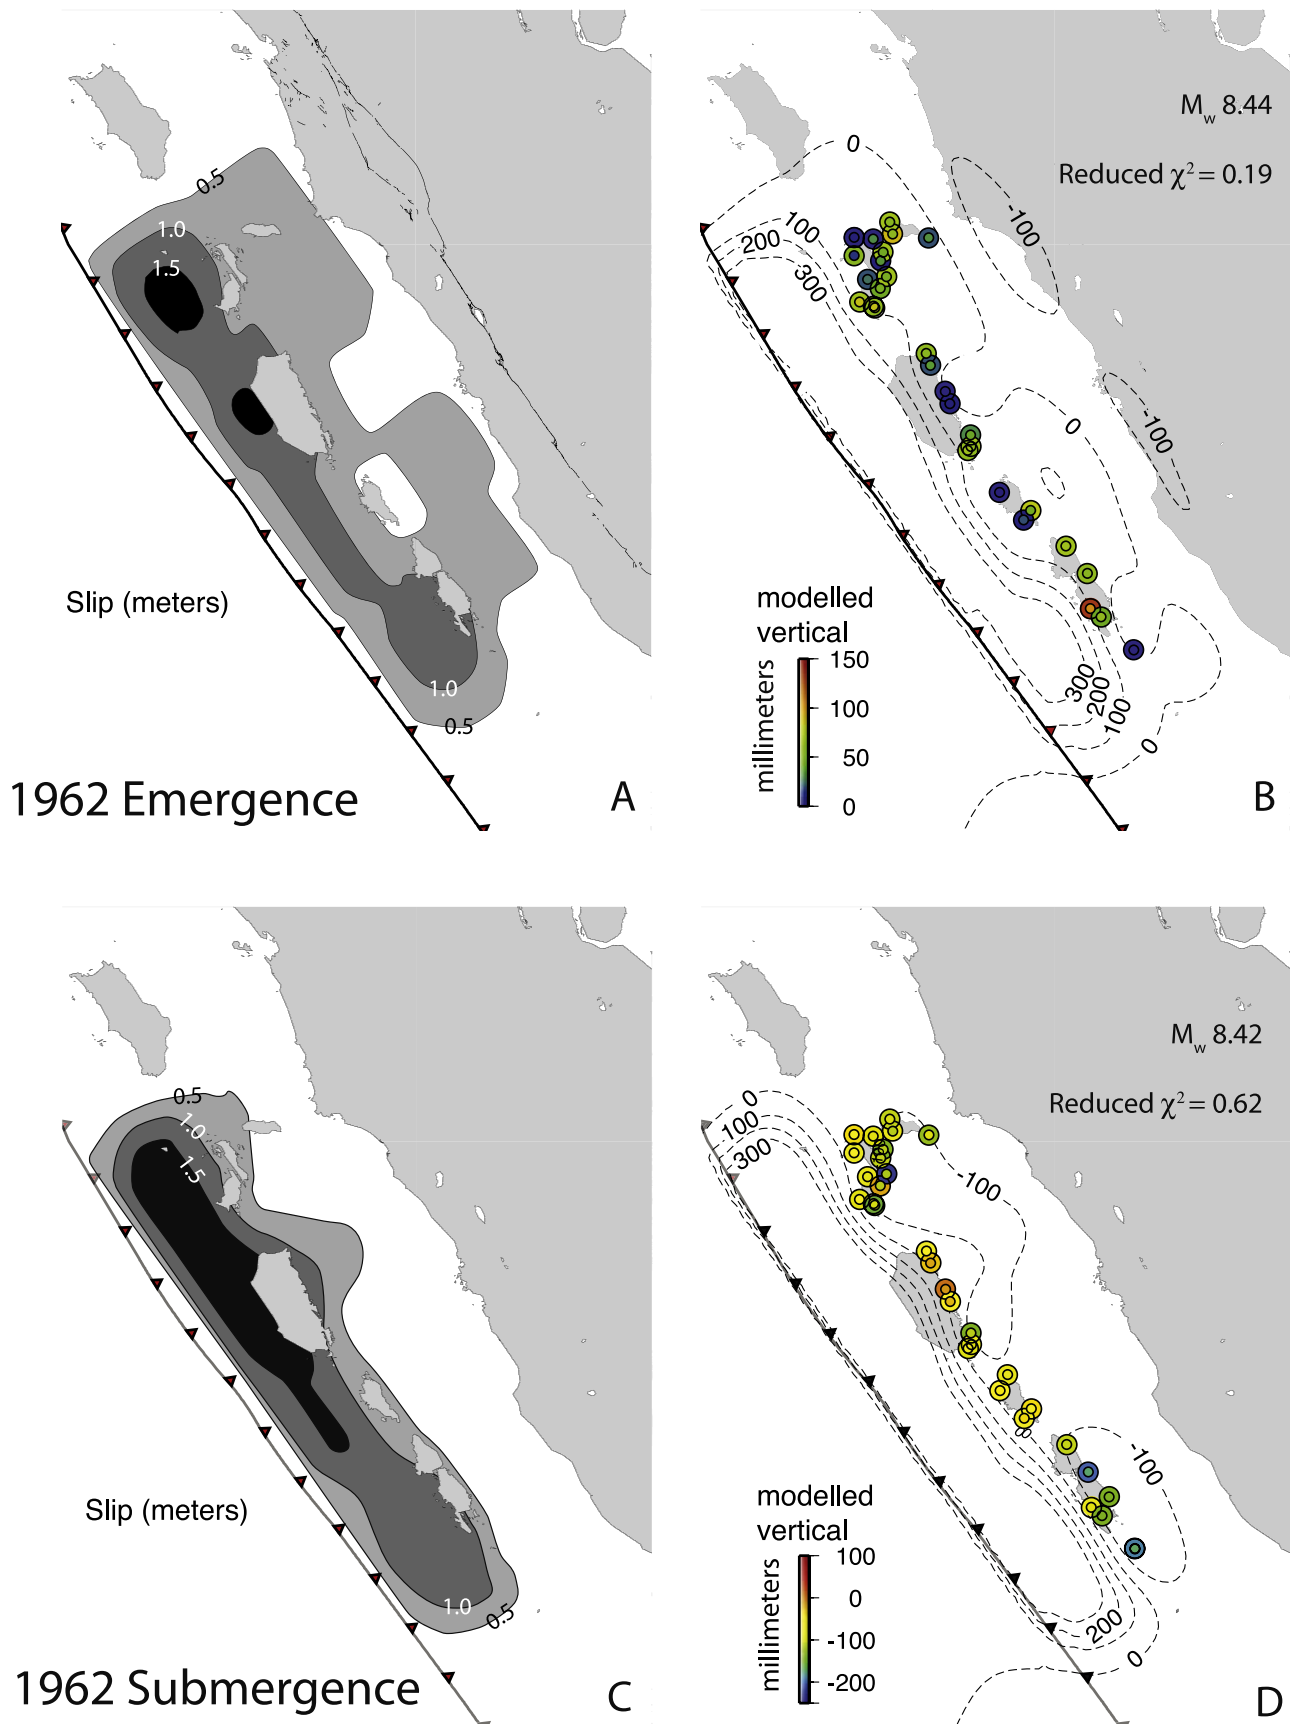 0.5
1.0
1.5
Slip (meters)
1.0
0.5
1962 Emergence
A
M_w 8.44
Reduced χ² = 0.19
0
100
200
300
-100
0
-100
modelled
vertical
millimeters
150
100
50
0
300
200
100
0
B
0.5
1.0
1.5
Slip (meters)
1.0
0.5
1962 Submergence
C
M_w 8.42
Reduced χ² = 0.62
0
100
300
-100
0
-100
modelled
vertical
millimeters
100
0
-100
-200
200
0
D